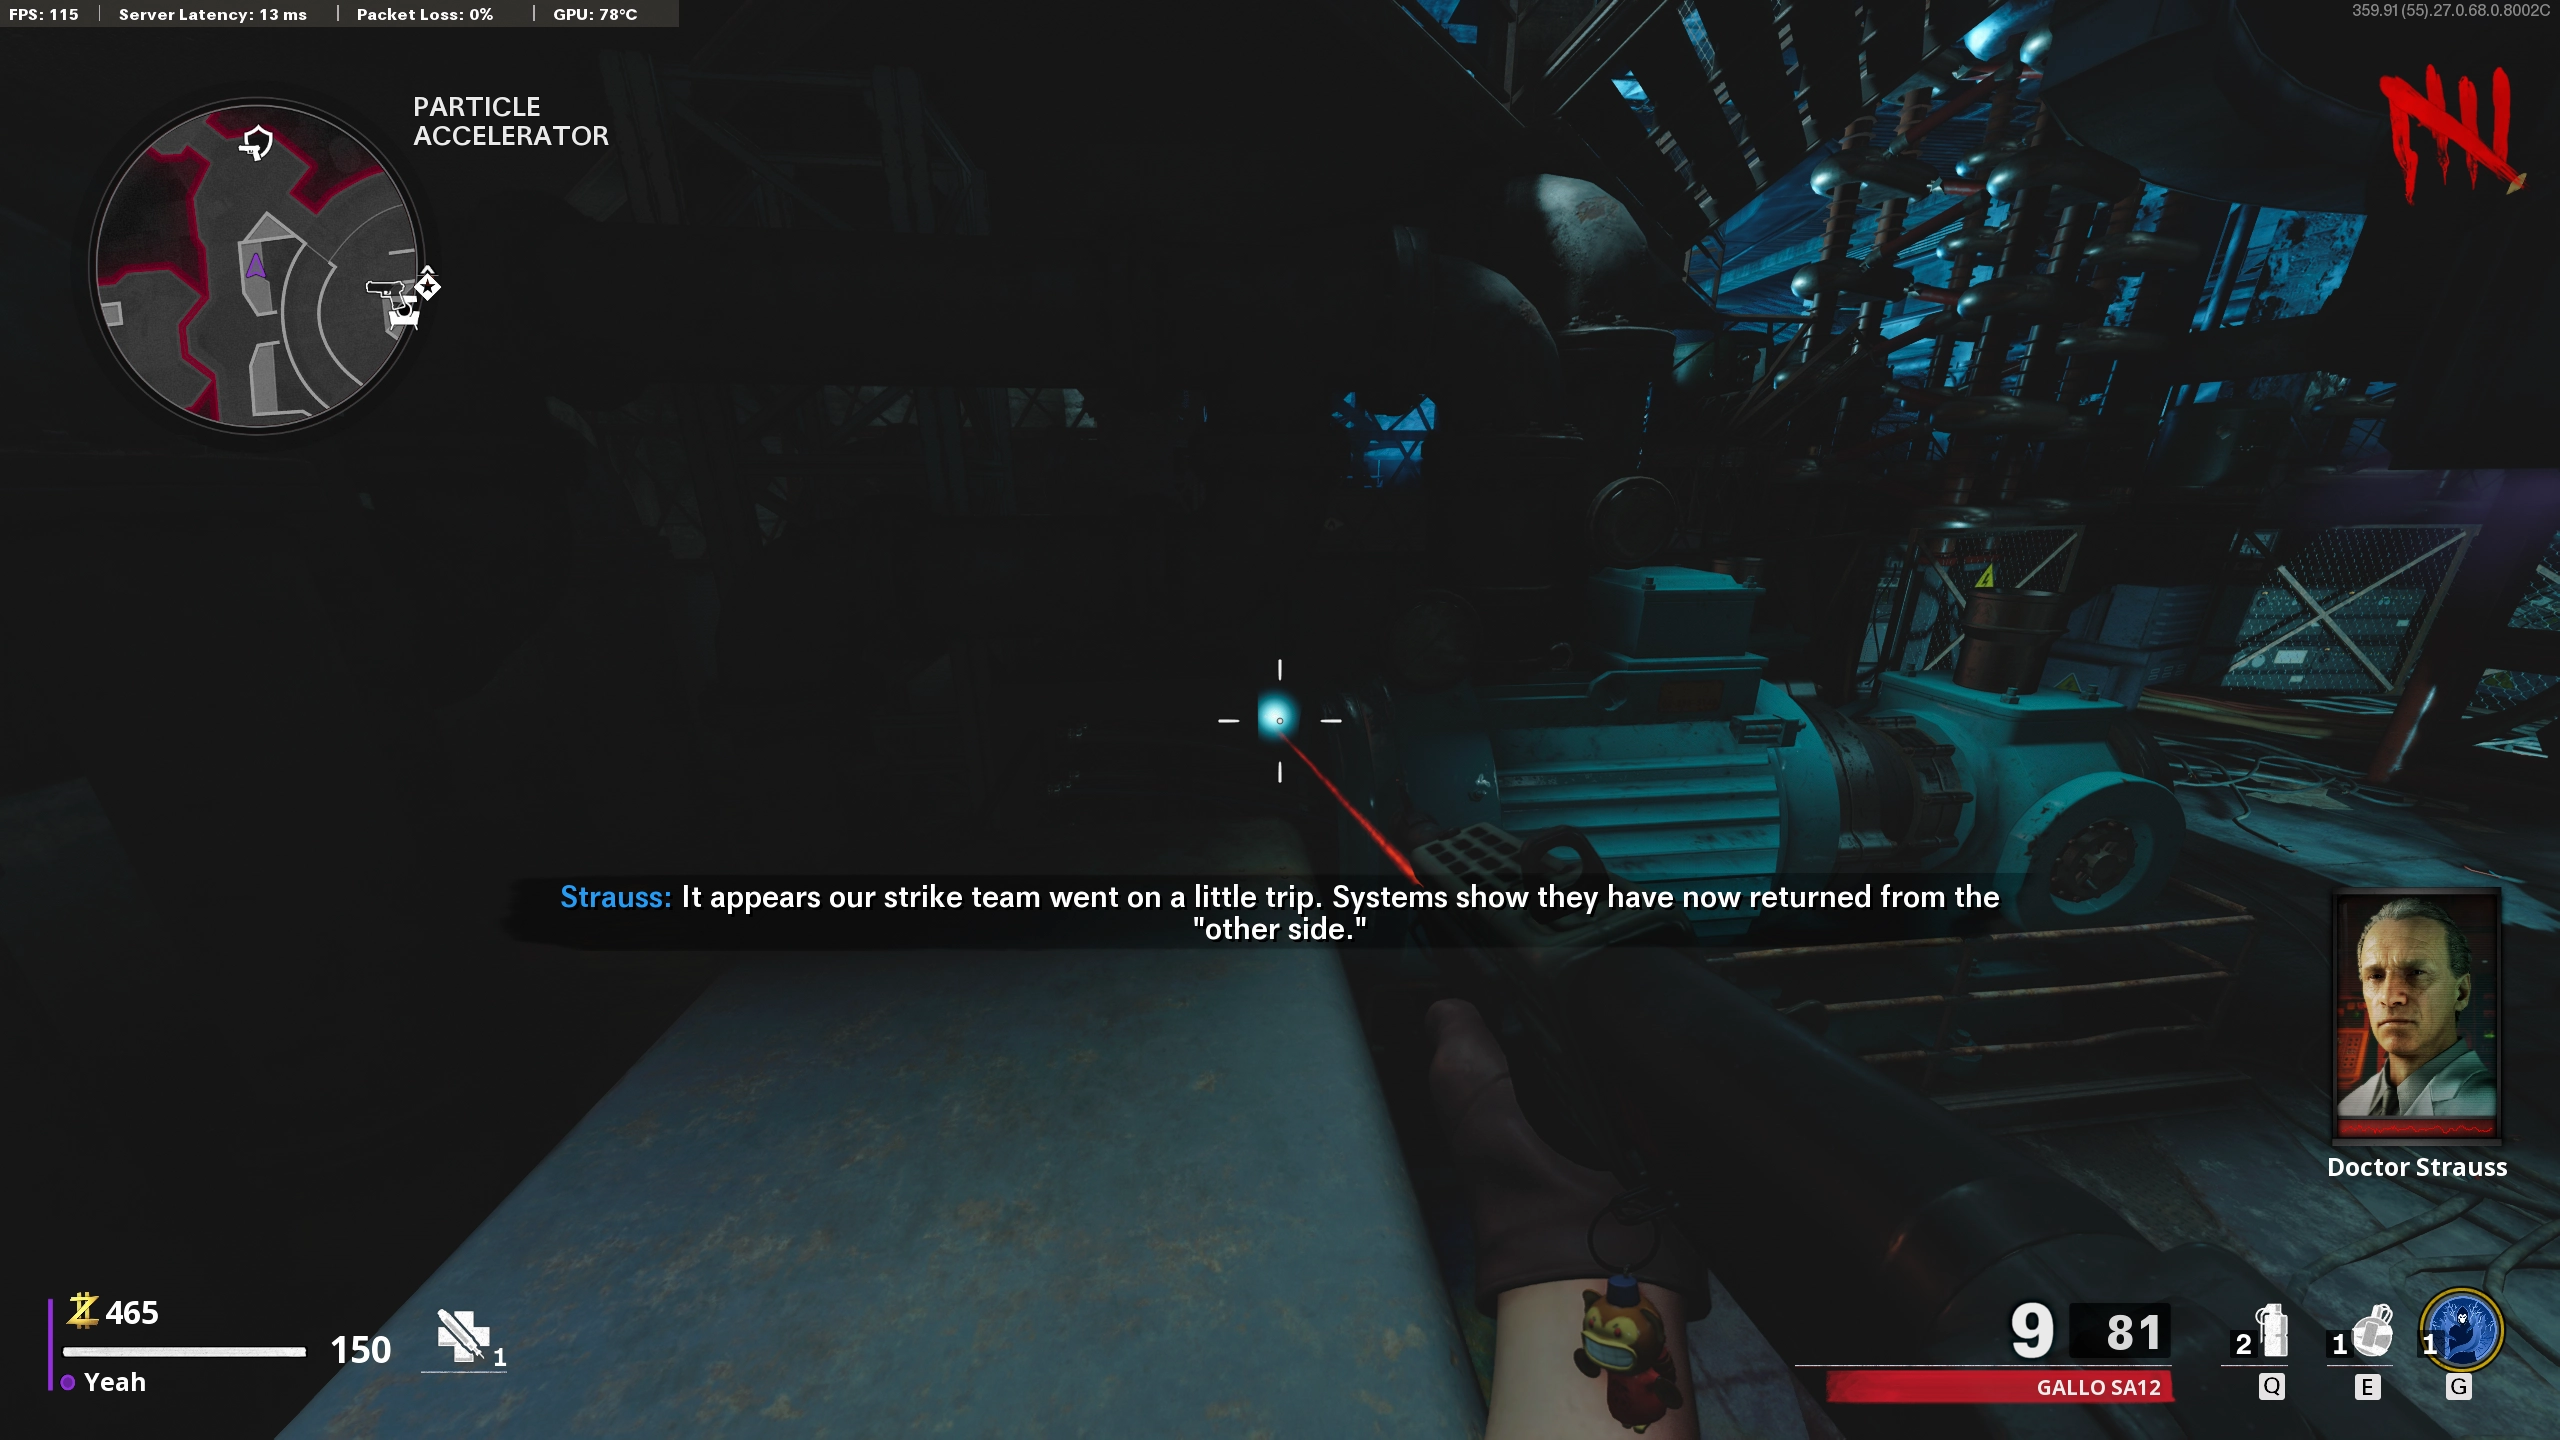 FPS: 115 | Server Latency: 13 ms | Packet Loss: 0% | GPU: 78°C
359.91(55).27.0.68.0.8002C
PARTICLE
ACCELERATOR
Strauss: It appears our strike team went on a little trip. Systems show they have now returned from the
"other side."
Doctor Strauss
465
150
1
Yeah
9 81
2 1 1
GALLO SA12
Q E G